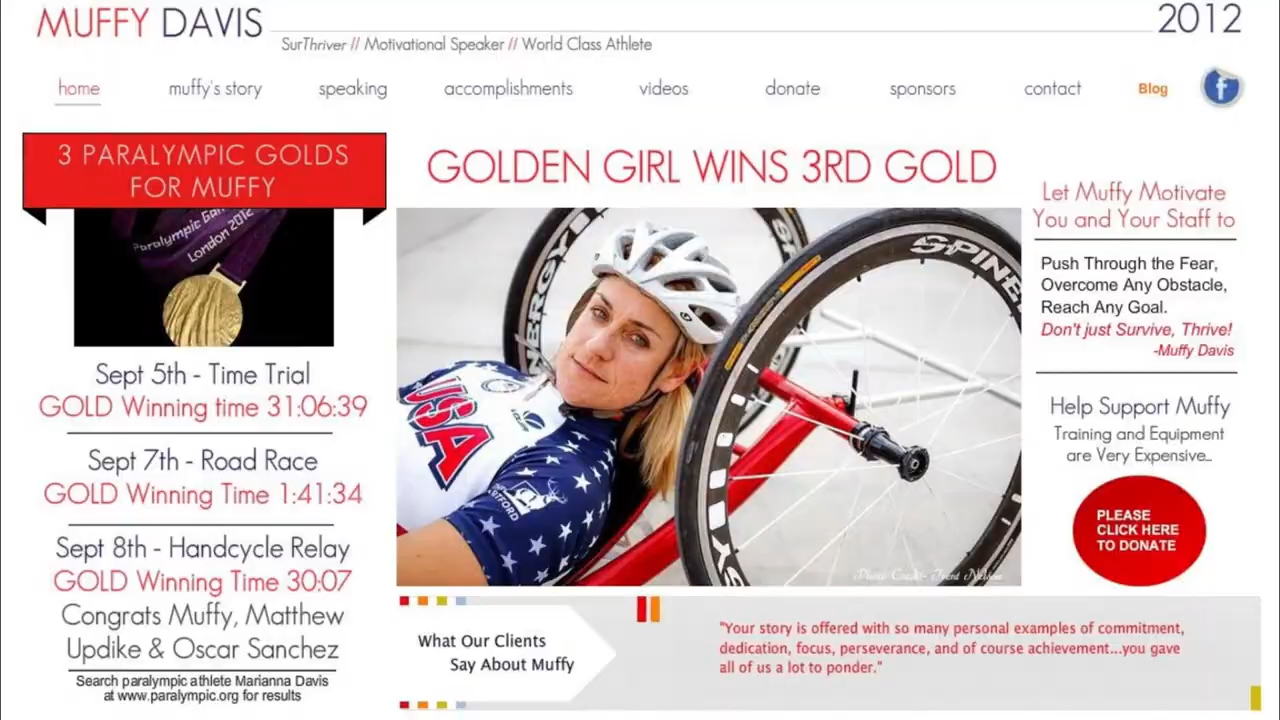 MUFFY DAVIS
2012
SurThriver // Motivational Speaker // World Class Athlete
home
muffy's story
speaking
accomplishments
videos
donate
sponsors
contact
Blog
f
3 PARALYMPIC GOLDS
FOR MUFFY
Paralympic
London 2012
Sept 5th - Time Trial
GOLD Winning time 31:06:39
Sept 7th - Road Race
GOLD Winning Time 1:41:34
Sept 8th - Handcycle Relay
GOLD Winning Time 30:07
Congrats Muffy, Matthew
Updike & Oscar Sanchez
Search paralympic athlete Marianna Davis
at www.paralympic.org for results
GOLDEN GIRL WINS 3RD GOLD
SPINE
USA
Photo Credit- Trent Nelson
Let Muffy Motivate
You and Your Staff to
Push Through the Fear,
Overcome Any Obstacle,
Reach Any Goal.
Don't just Survive, Thrive!
-Muffy Davis
Help Support Muffy
Training and Equipment
are Very Expensive...
PLEASE
CLICK HERE
TO DONATE
What Our Clients
Say About Muffy
"Your story is offered with so many personal examples of commitment,
dedication, focus, perseverance, and of course achievement...you gave
all of us a lot to ponder."